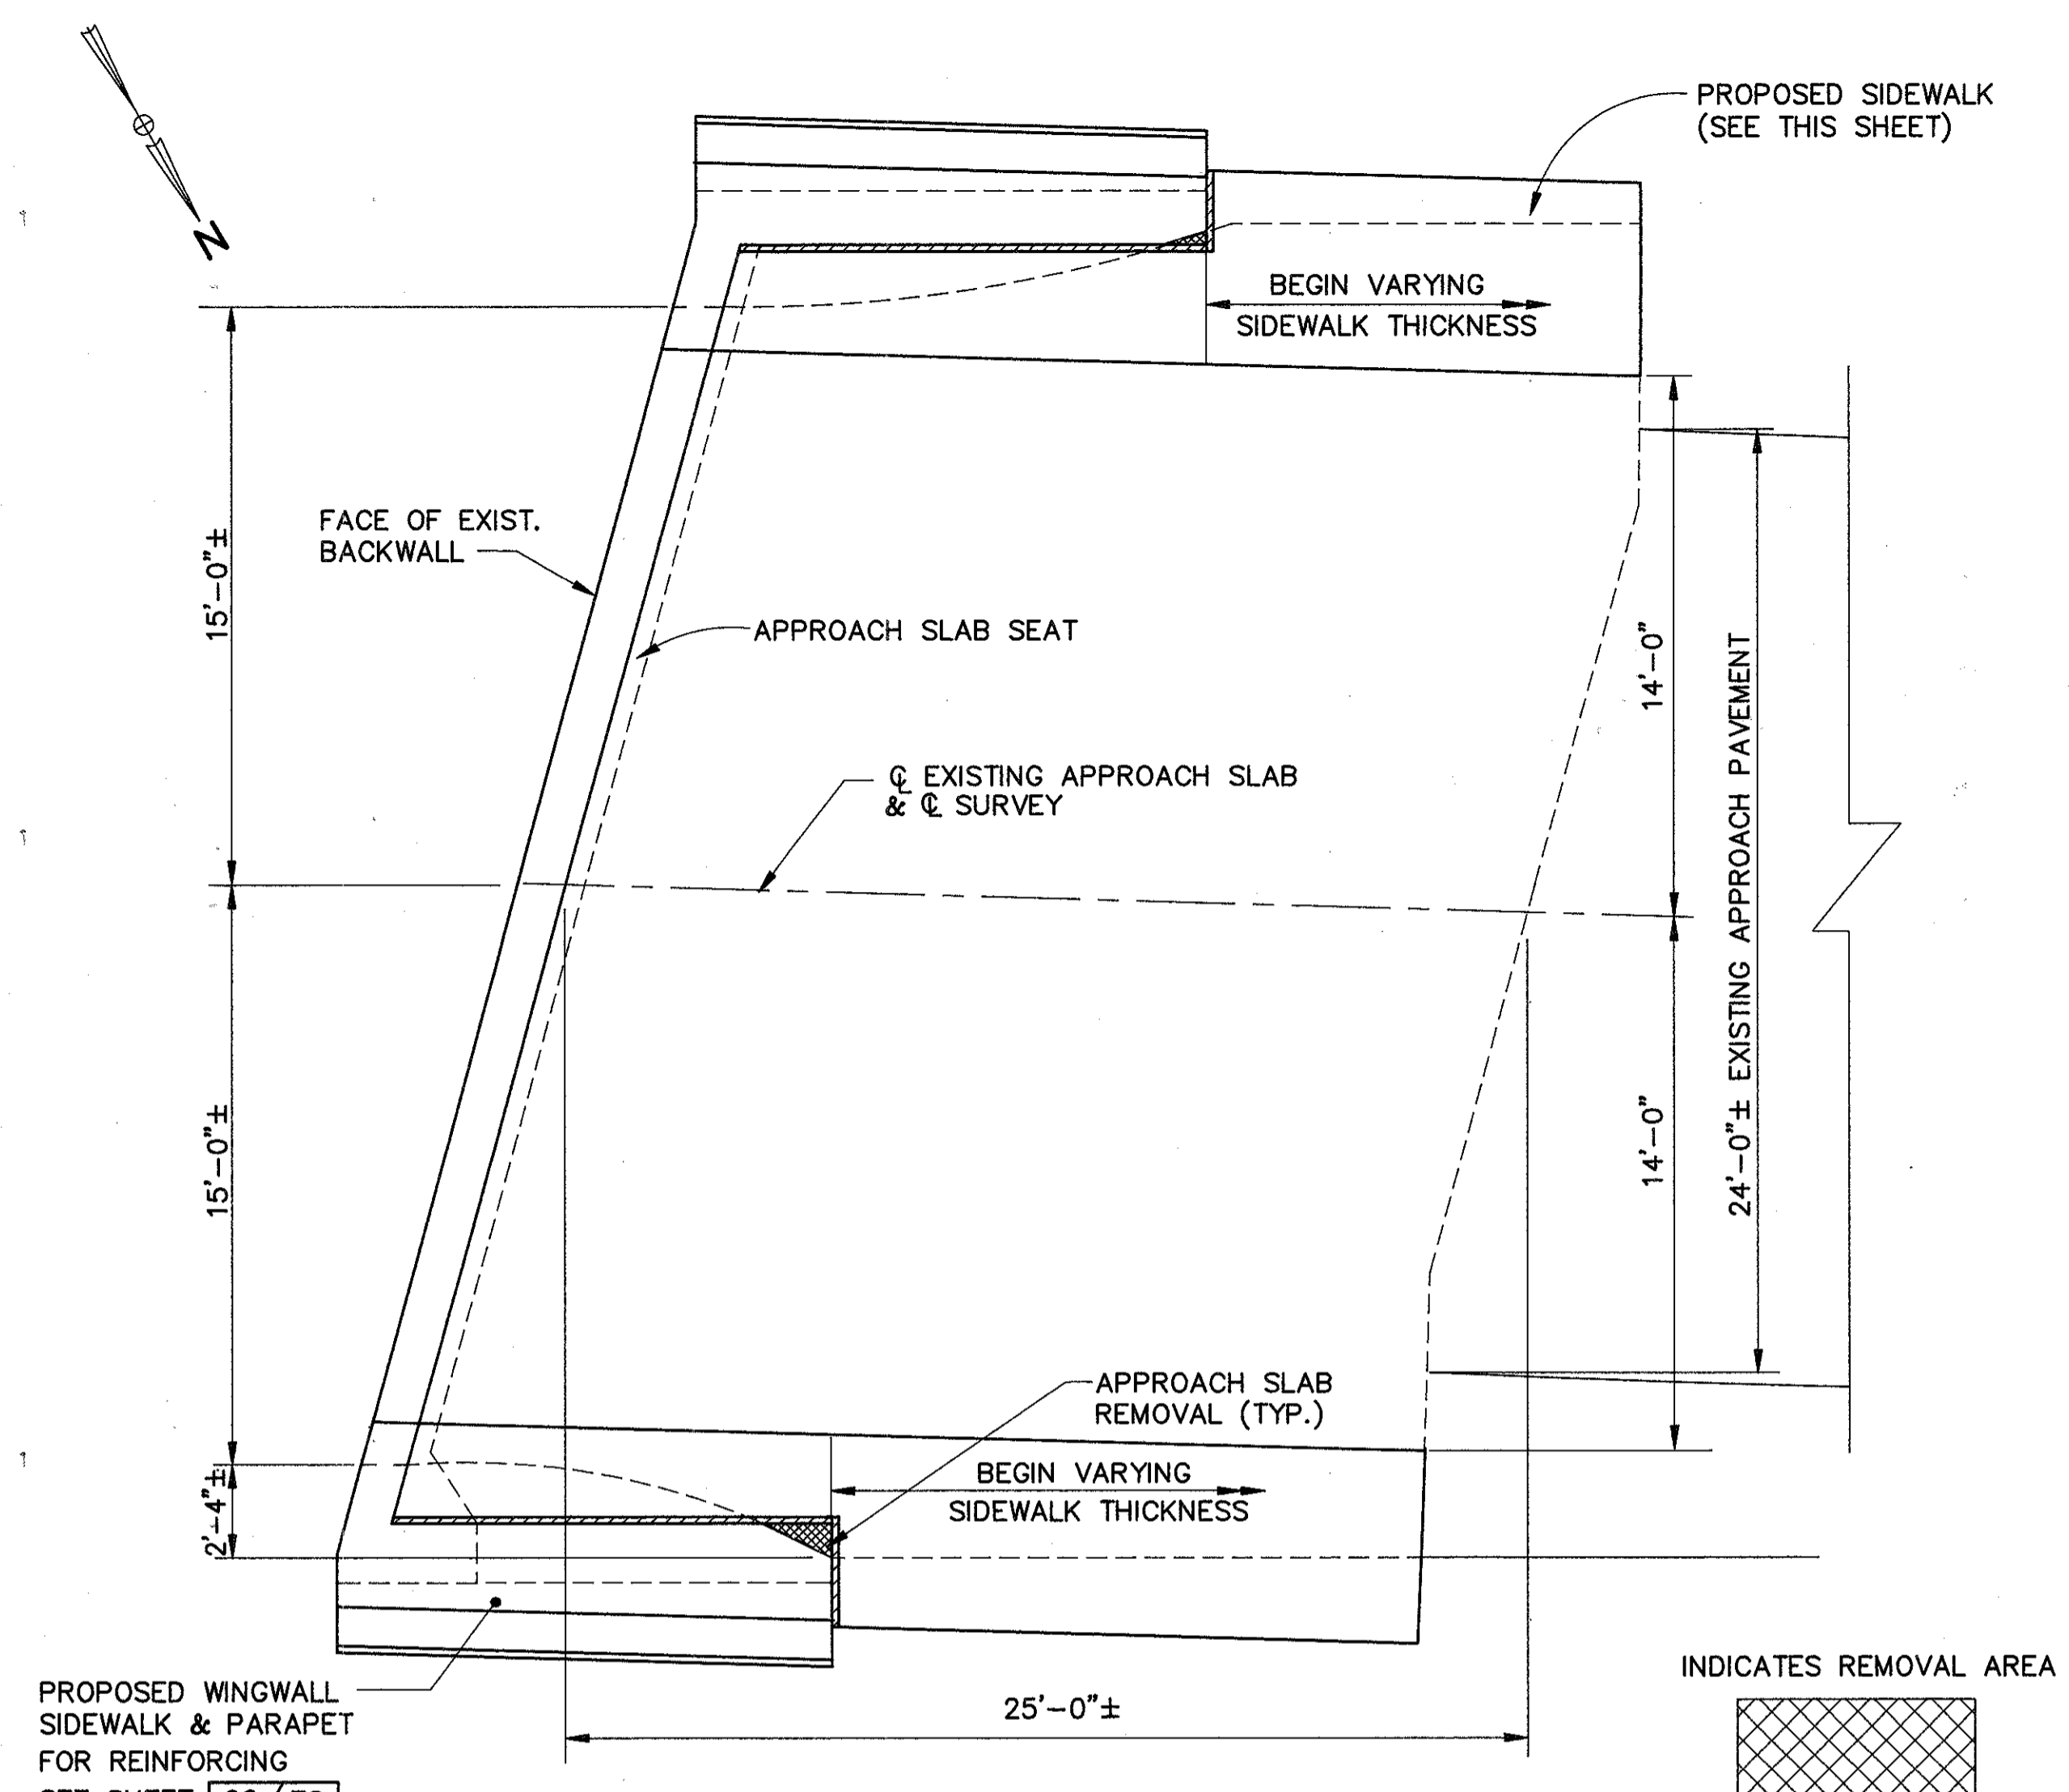 N
PROPOSED SIDEWALK
(SEE THIS SHEET)
BEGIN VARYING
SIDEWALK THICKNESS
FACE OF EXIST.
BACKWALL
15'-0"±
APPROACH SLAB SEAT
14'-0"
24'-0"± EXISTING APPROACH PAVEMENT
℄ EXISTING APPROACH SLAB
& ℄ SURVEY
15'-0"±
14'-0"
APPROACH SLAB
REMOVAL (TYP.)
BEGIN VARYING
SIDEWALK THICKNESS
2'-4"±
INDICATES REMOVAL AREA
PROPOSED WINGWALL
SIDEWALK & PARAPET
FOR REINFORCING
25'-0"±
SEE SHEET